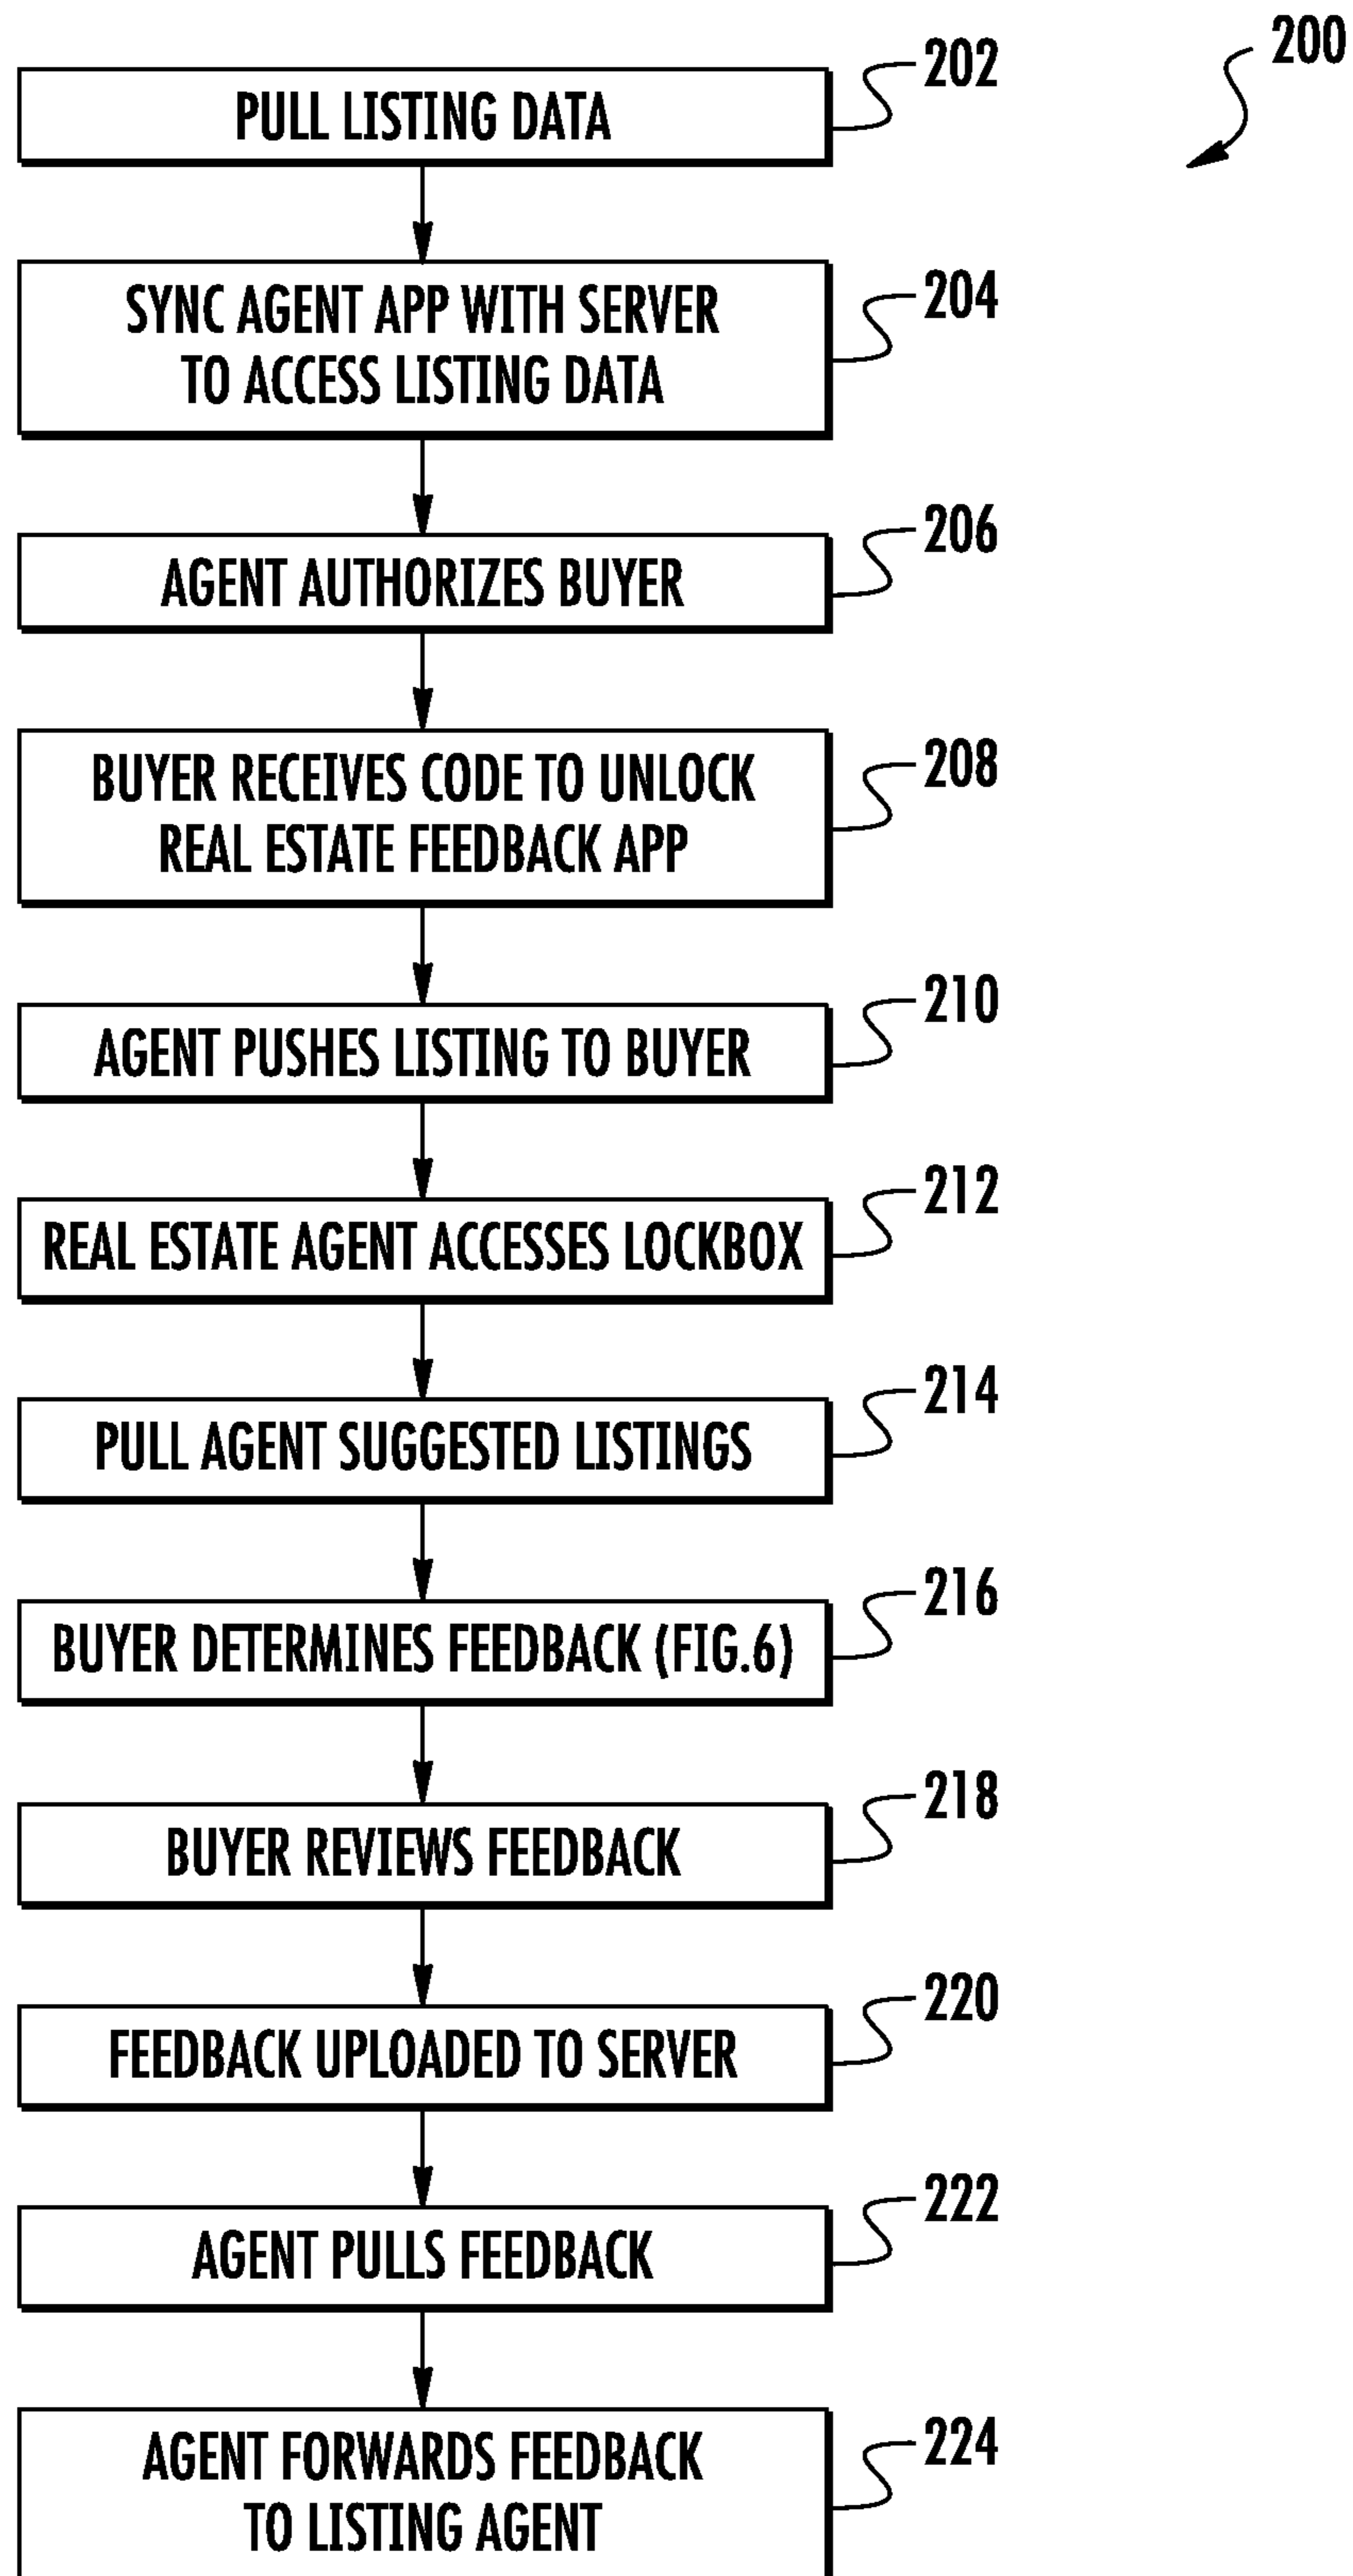 200
PULL LISTING DATA
202
SYNC AGENT APP WITH SERVER
TO ACCESS LISTING DATA
204
AGENT AUTHORIZES BUYER
206
BUYER RECEIVES CODE TO UNLOCK
REAL ESTATE FEEDBACK APP
208
AGENT PUSHES LISTING TO BUYER
210
REAL ESTATE AGENT ACCESSES LOCKBOX
212
PULL AGENT SUGGESTED LISTINGS
214
BUYER DETERMINES FEEDBACK (FIG.6)
216
BUYER REVIEWS FEEDBACK
218
FEEDBACK UPLOADED TO SERVER
220
AGENT PULLS FEEDBACK
222
AGENT FORWARDS FEEDBACK
TO LISTING AGENT
224